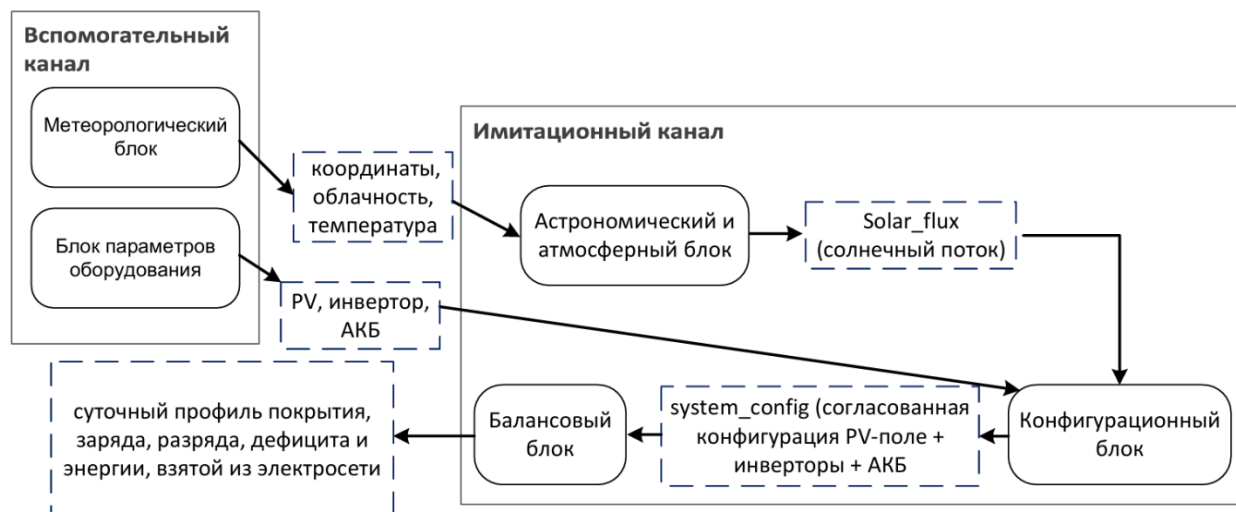 Вспомогательный
канал
Метеорологический
блок
Блок параметров
оборудования
координаты,
облачность,
температура
PV, инвертор,
АКБ
Имитационный канал
Астрономический и
атмосферный блок
Solar_flux
(солнечный поток)
Конфигурационный
блок
system_config (согласованная
конфигурация PV-поле +
инверторы + АКБ
Балансовый
блок
суточный профиль покрытия,
заряда, разряда, дефицита и
энергии, взятой из электросети